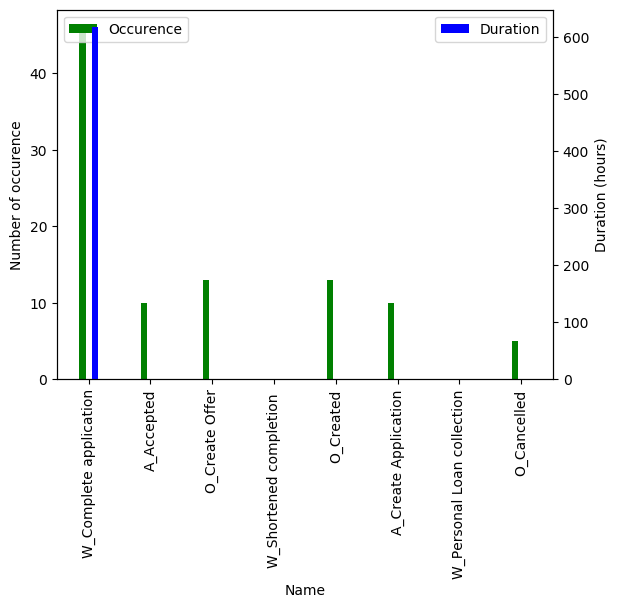 Occurence
Duration
Number of occurence
40
30
20
10
0
600
500
400
300
200
100
0
Duration (hours)
W_Complete application
A_Accepted
O_Create Offer
W_Shortened completion
O_Created
A_Create Application
W_Personal Loan collection
O_Cancelled
Name